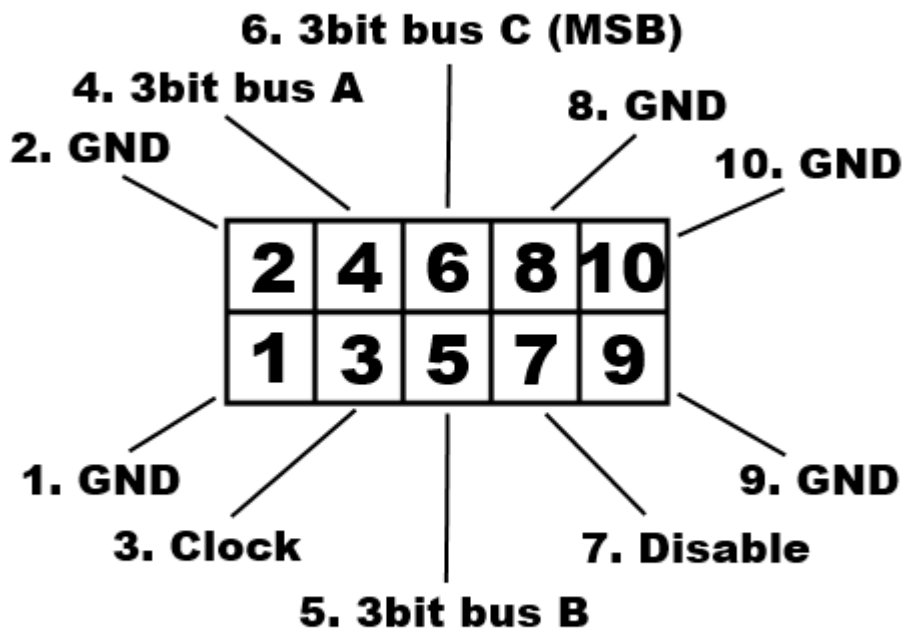 6. 3bit bus C (MSB)
4. 3bit bus A
8. GND
2. GND
10. GND
2 4 6 8 10
1 3 5 7 9
1. GND
9. GND
3. Clock
7. Disable
5. 3bit bus B